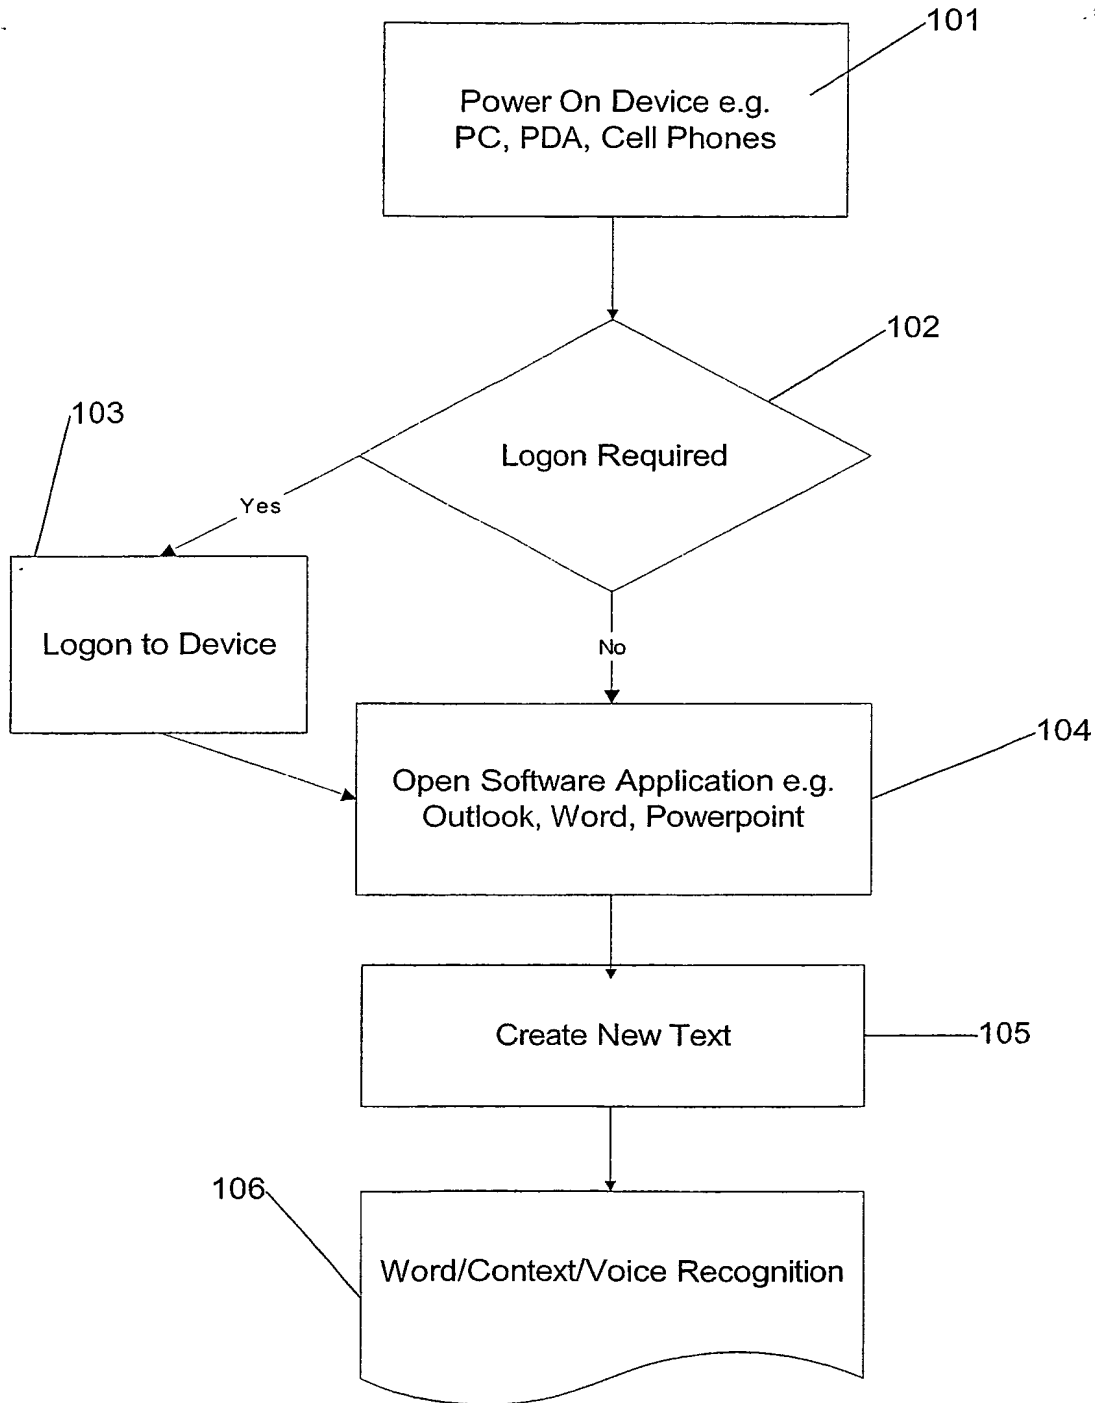 101
Power On Device e.g.
PC, PDA, Cell Phones
102
Logon Required
103
Yes
Logon to Device
No
104
Open Software Application e.g.
Outlook, Word, Powerpoint
Create New Text
105
106
Word/Context/Voice Recognition